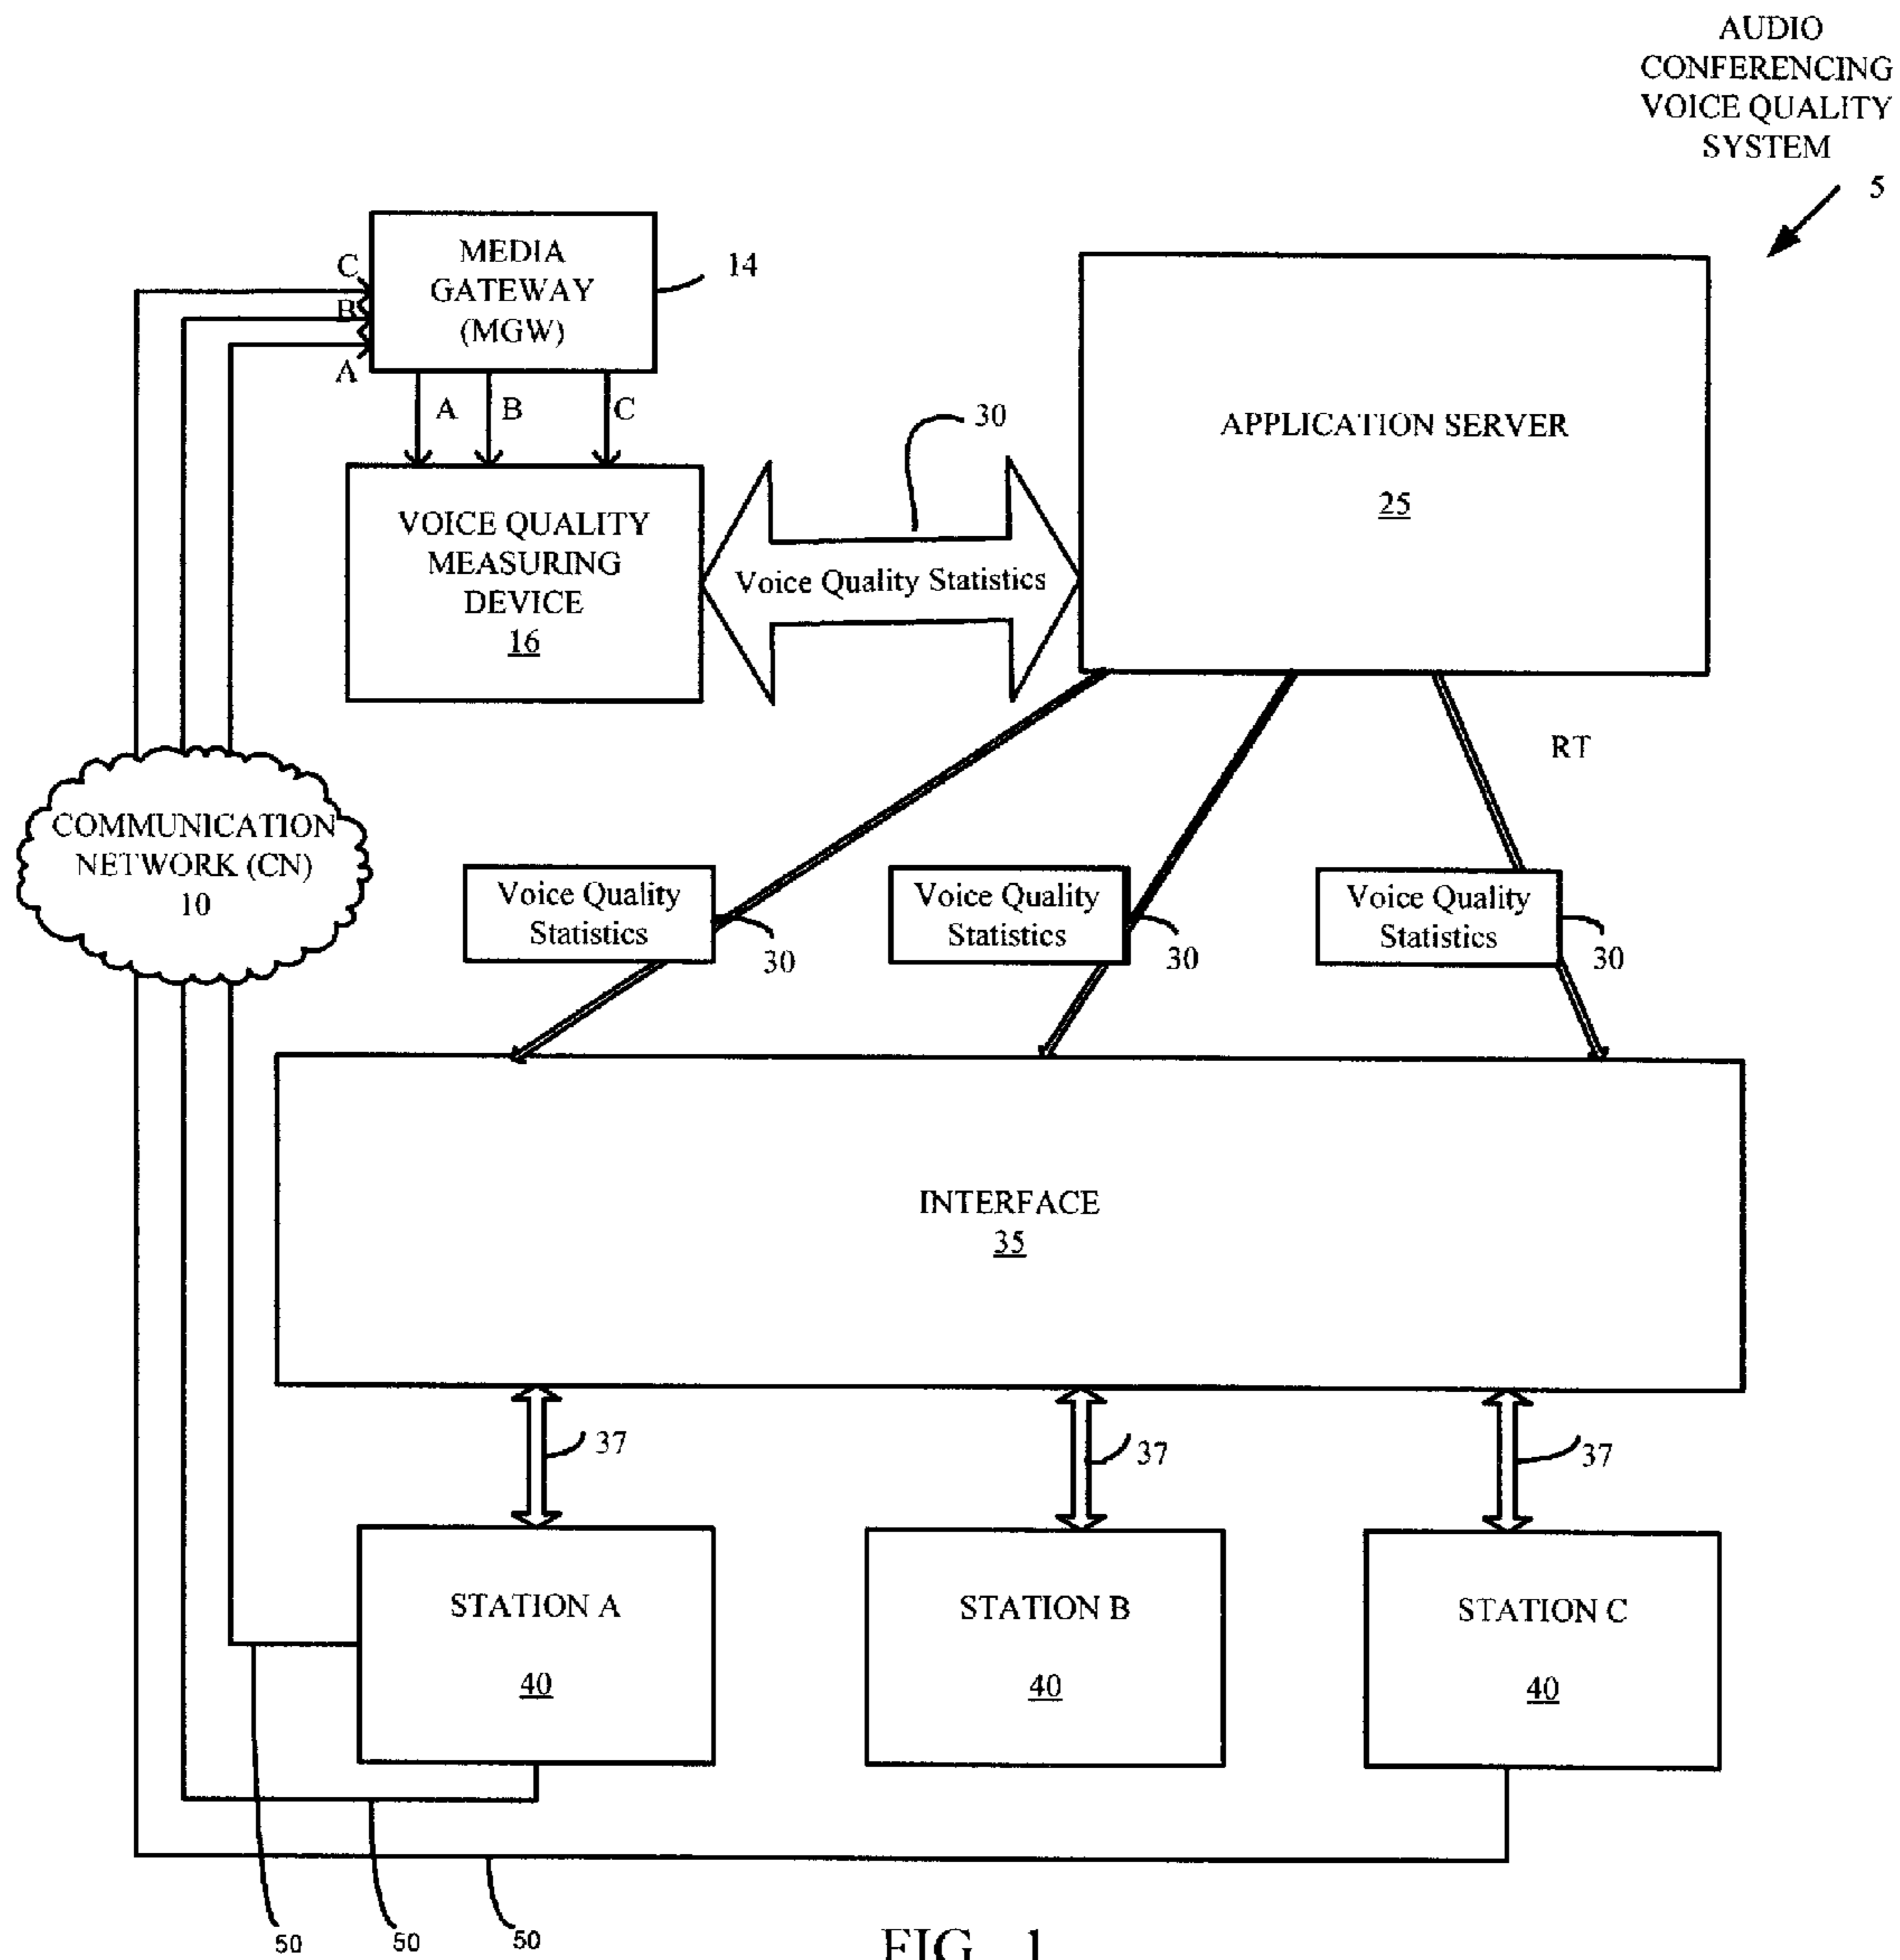 AUDIO
CONFERENCING
VOICE QUALITY
SYSTEM
5
MEDIA
GATEWAY
(MGW)
14
C
B
A
A
B
C
VOICE QUALITY
MEASURING
DEVICE
16
30
Voice Quality Statistics
APPLICATION SERVER
25
RT
COMMUNICATION
NETWORK (CN)
10
Voice Quality
Statistics
30
Voice Quality
Statistics
30
Voice Quality
Statistics
30
INTERFACE
35
37
37
37
STATION A
40
STATION B
40
STATION C
40
50
50
50
FIG. 1